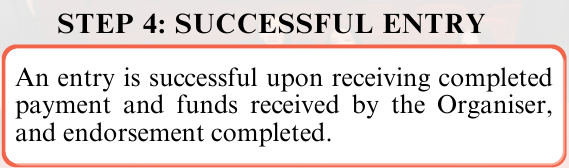 STEP 4: SUCCESSFUL ENTRY
An entry is successful upon receiving completed
payment and funds received by the Organiser,
and endorsement completed.